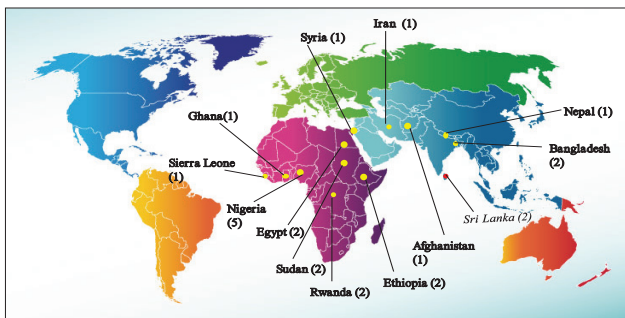 Iran (1)
Syria (1)
Nepal (1)
Ghana(1)
Bangladesh
(2)
Sierra Leone
(1)
Sri Lanka (2)
Nigeria
(5)
Egypt (2)
Afghanistan
(1)
Sudan (2)
Ethiopia (2)
Rwanda (2)